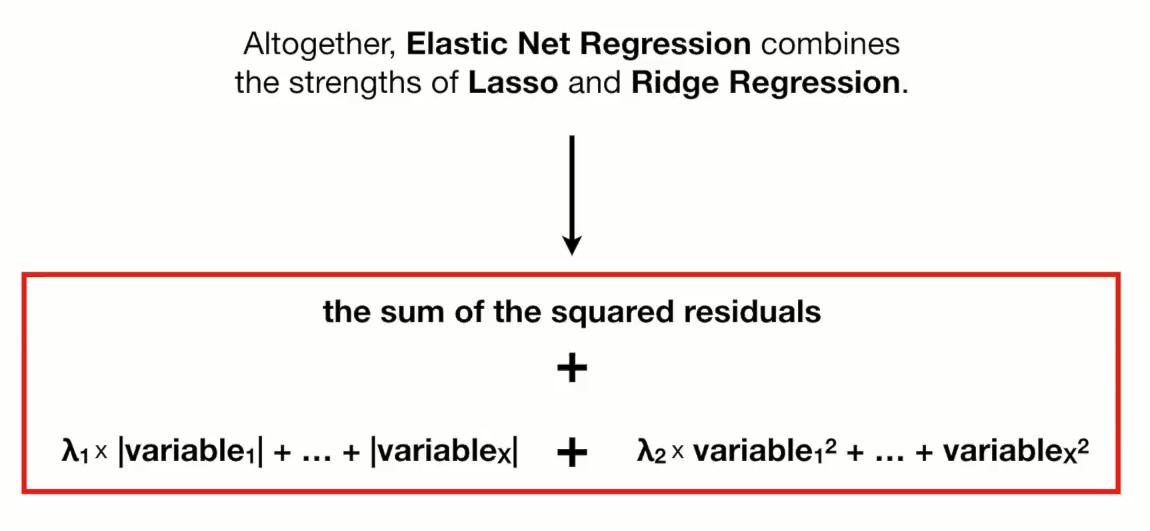 Altogether, Elastic Net Regression combines
the strengths of Lasso and Ridge Regression.
the sum of the squared residuals
+
λ₁ × |variable₁| + ... + |variableₓ| + λ₂ × variable₁² + ... + variableₓ²